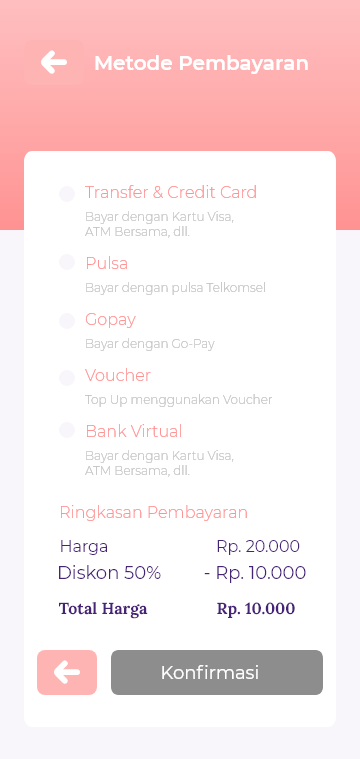 Metode Pembayaran
Transfer & Credit Card
Bayar dengan Kartu Visa,
ATM Bersama, dll.
Pulsa
Bayar dengan pulsa Telkomsel
Gopay
Bayar dengan Go-Pay
Voucher
Top Up menggunakan Voucher
Bank Virtual
Bayar dengan Kartu Visa,
ATM Bersama, dll.
Ringkasan Pembayaran
Harga Rp. 20.000
Diskon 50% - Rp. 10.000
Total Harga Rp. 10.000
Konfirmasi